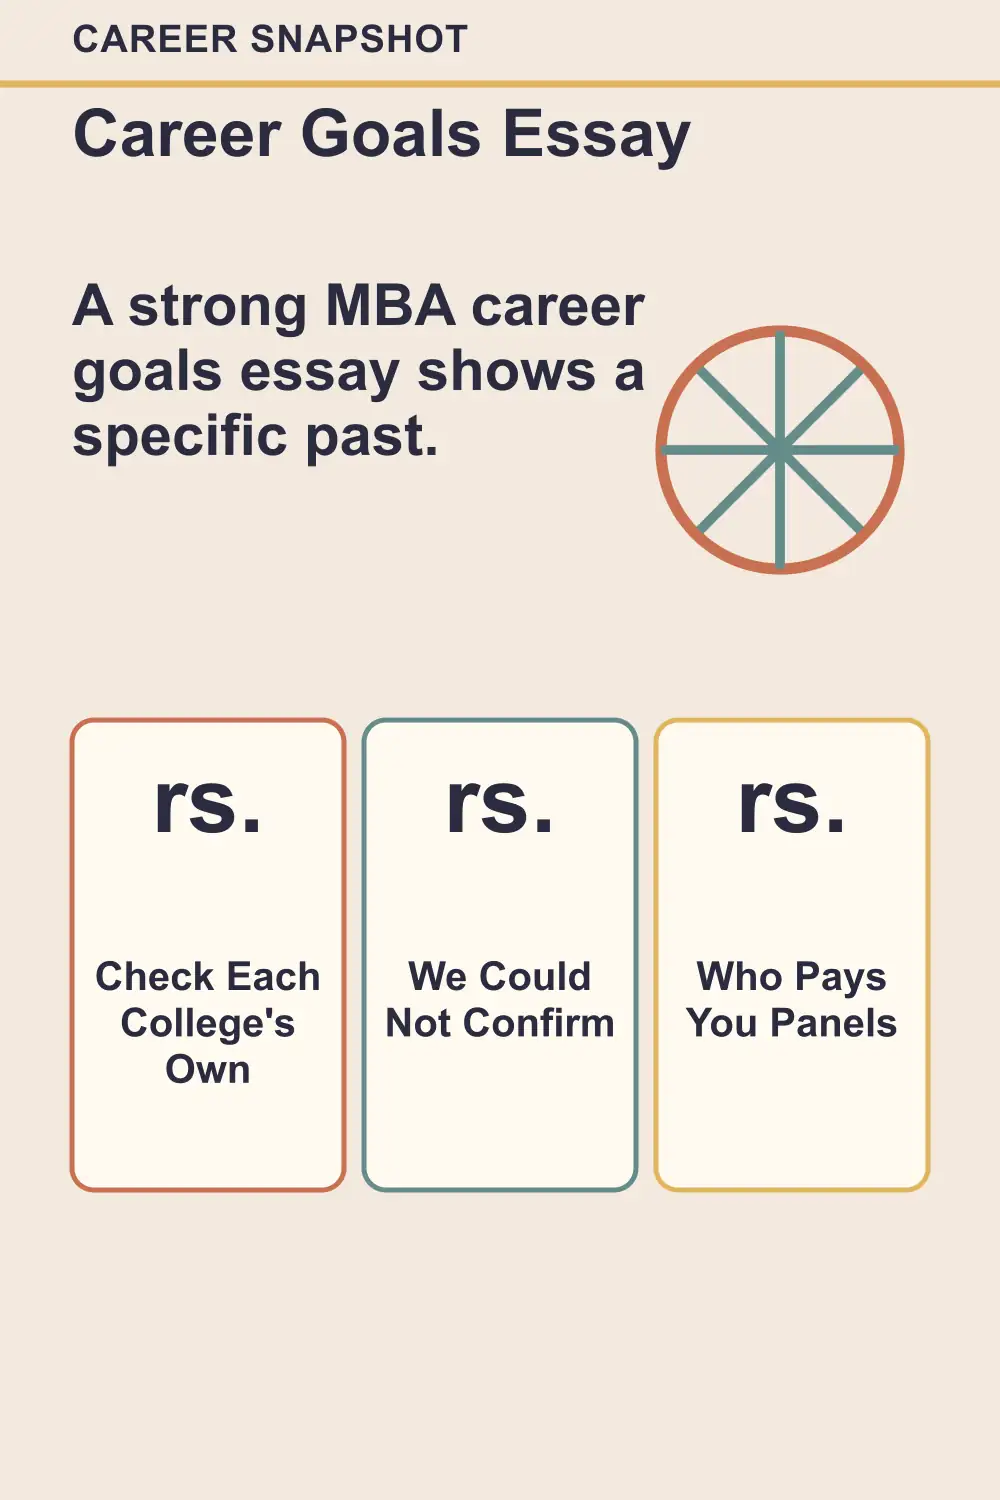 CAREER SNAPSHOT
Career Goals Essay
A strong MBA career
goals essay shows a
specific past.
rs.
Check Each
College's
Own
rs.
We Could
Not Confirm
rs.
Who Pays
You Panels